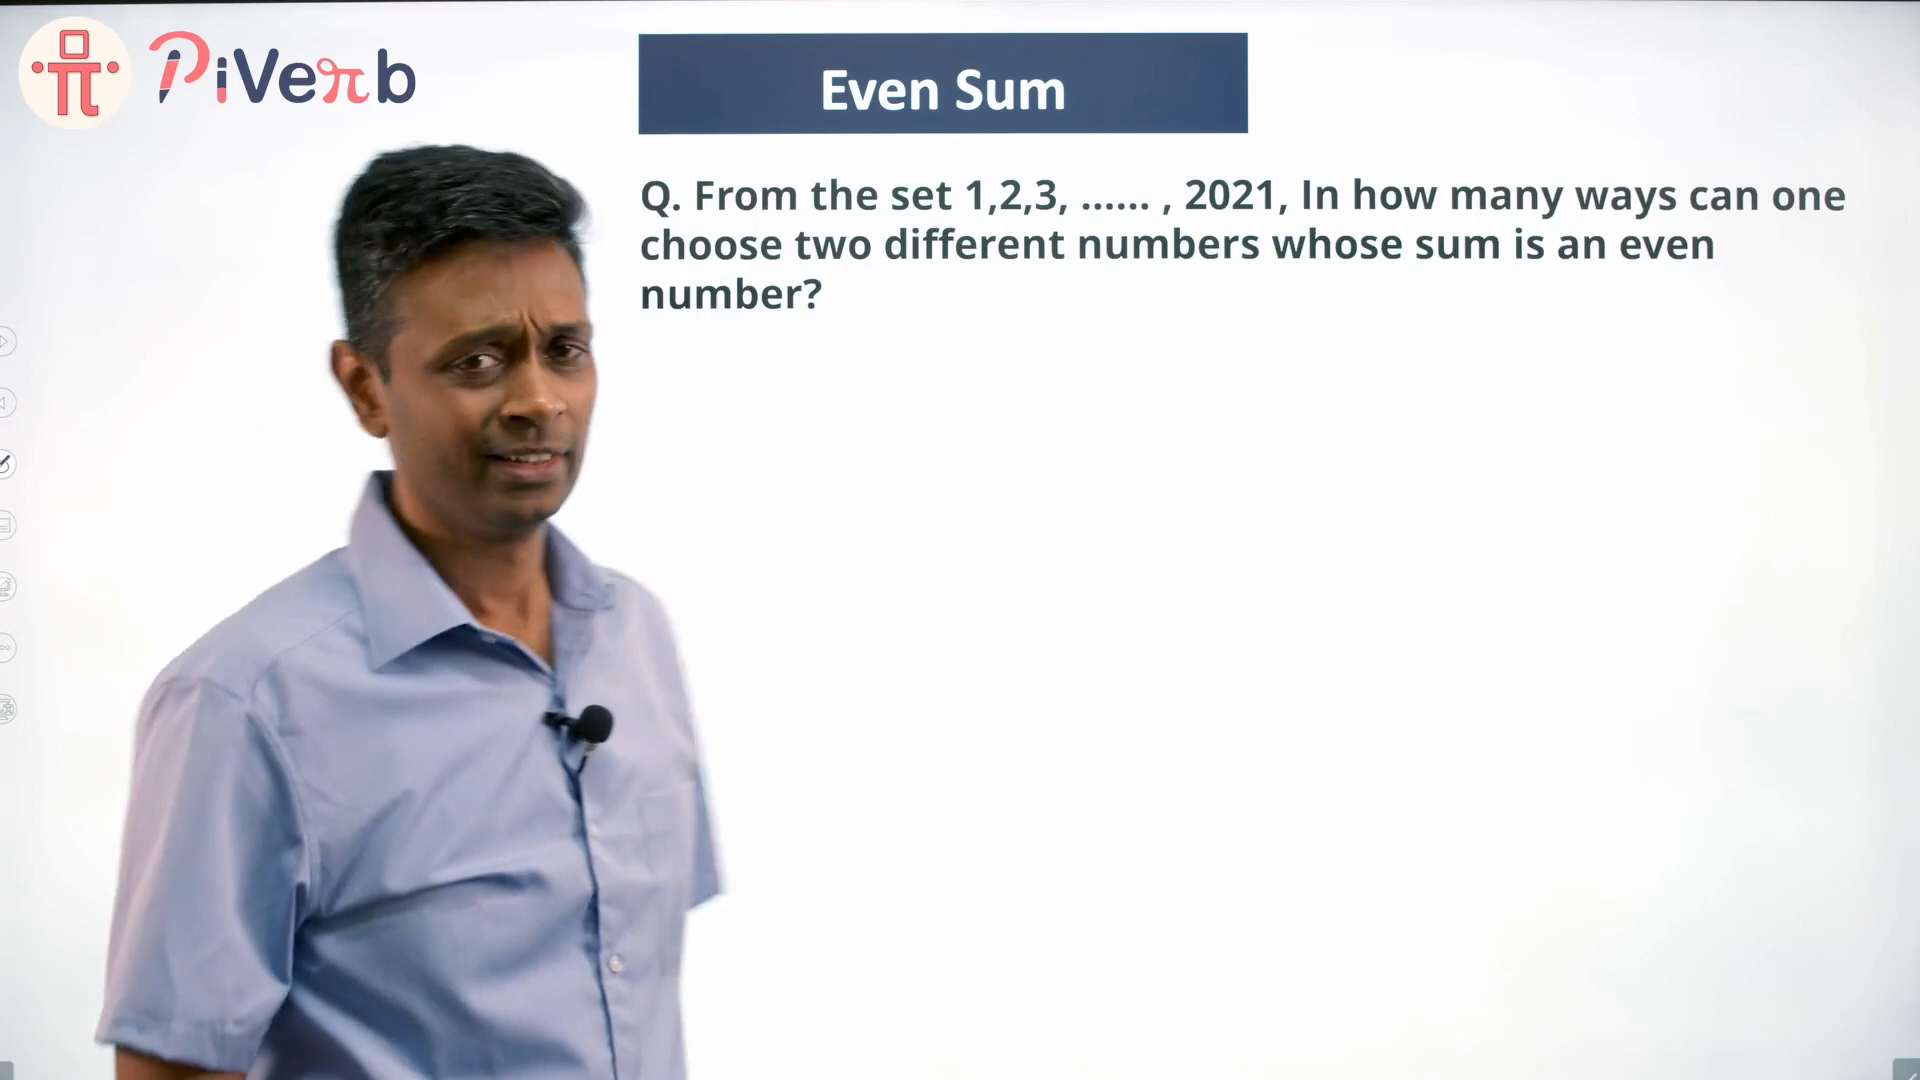 PiVerb
Even Sum
Q. From the set 1,2,3, ...... , 2021, In how many ways can one
choose two different numbers whose sum is an even
number?